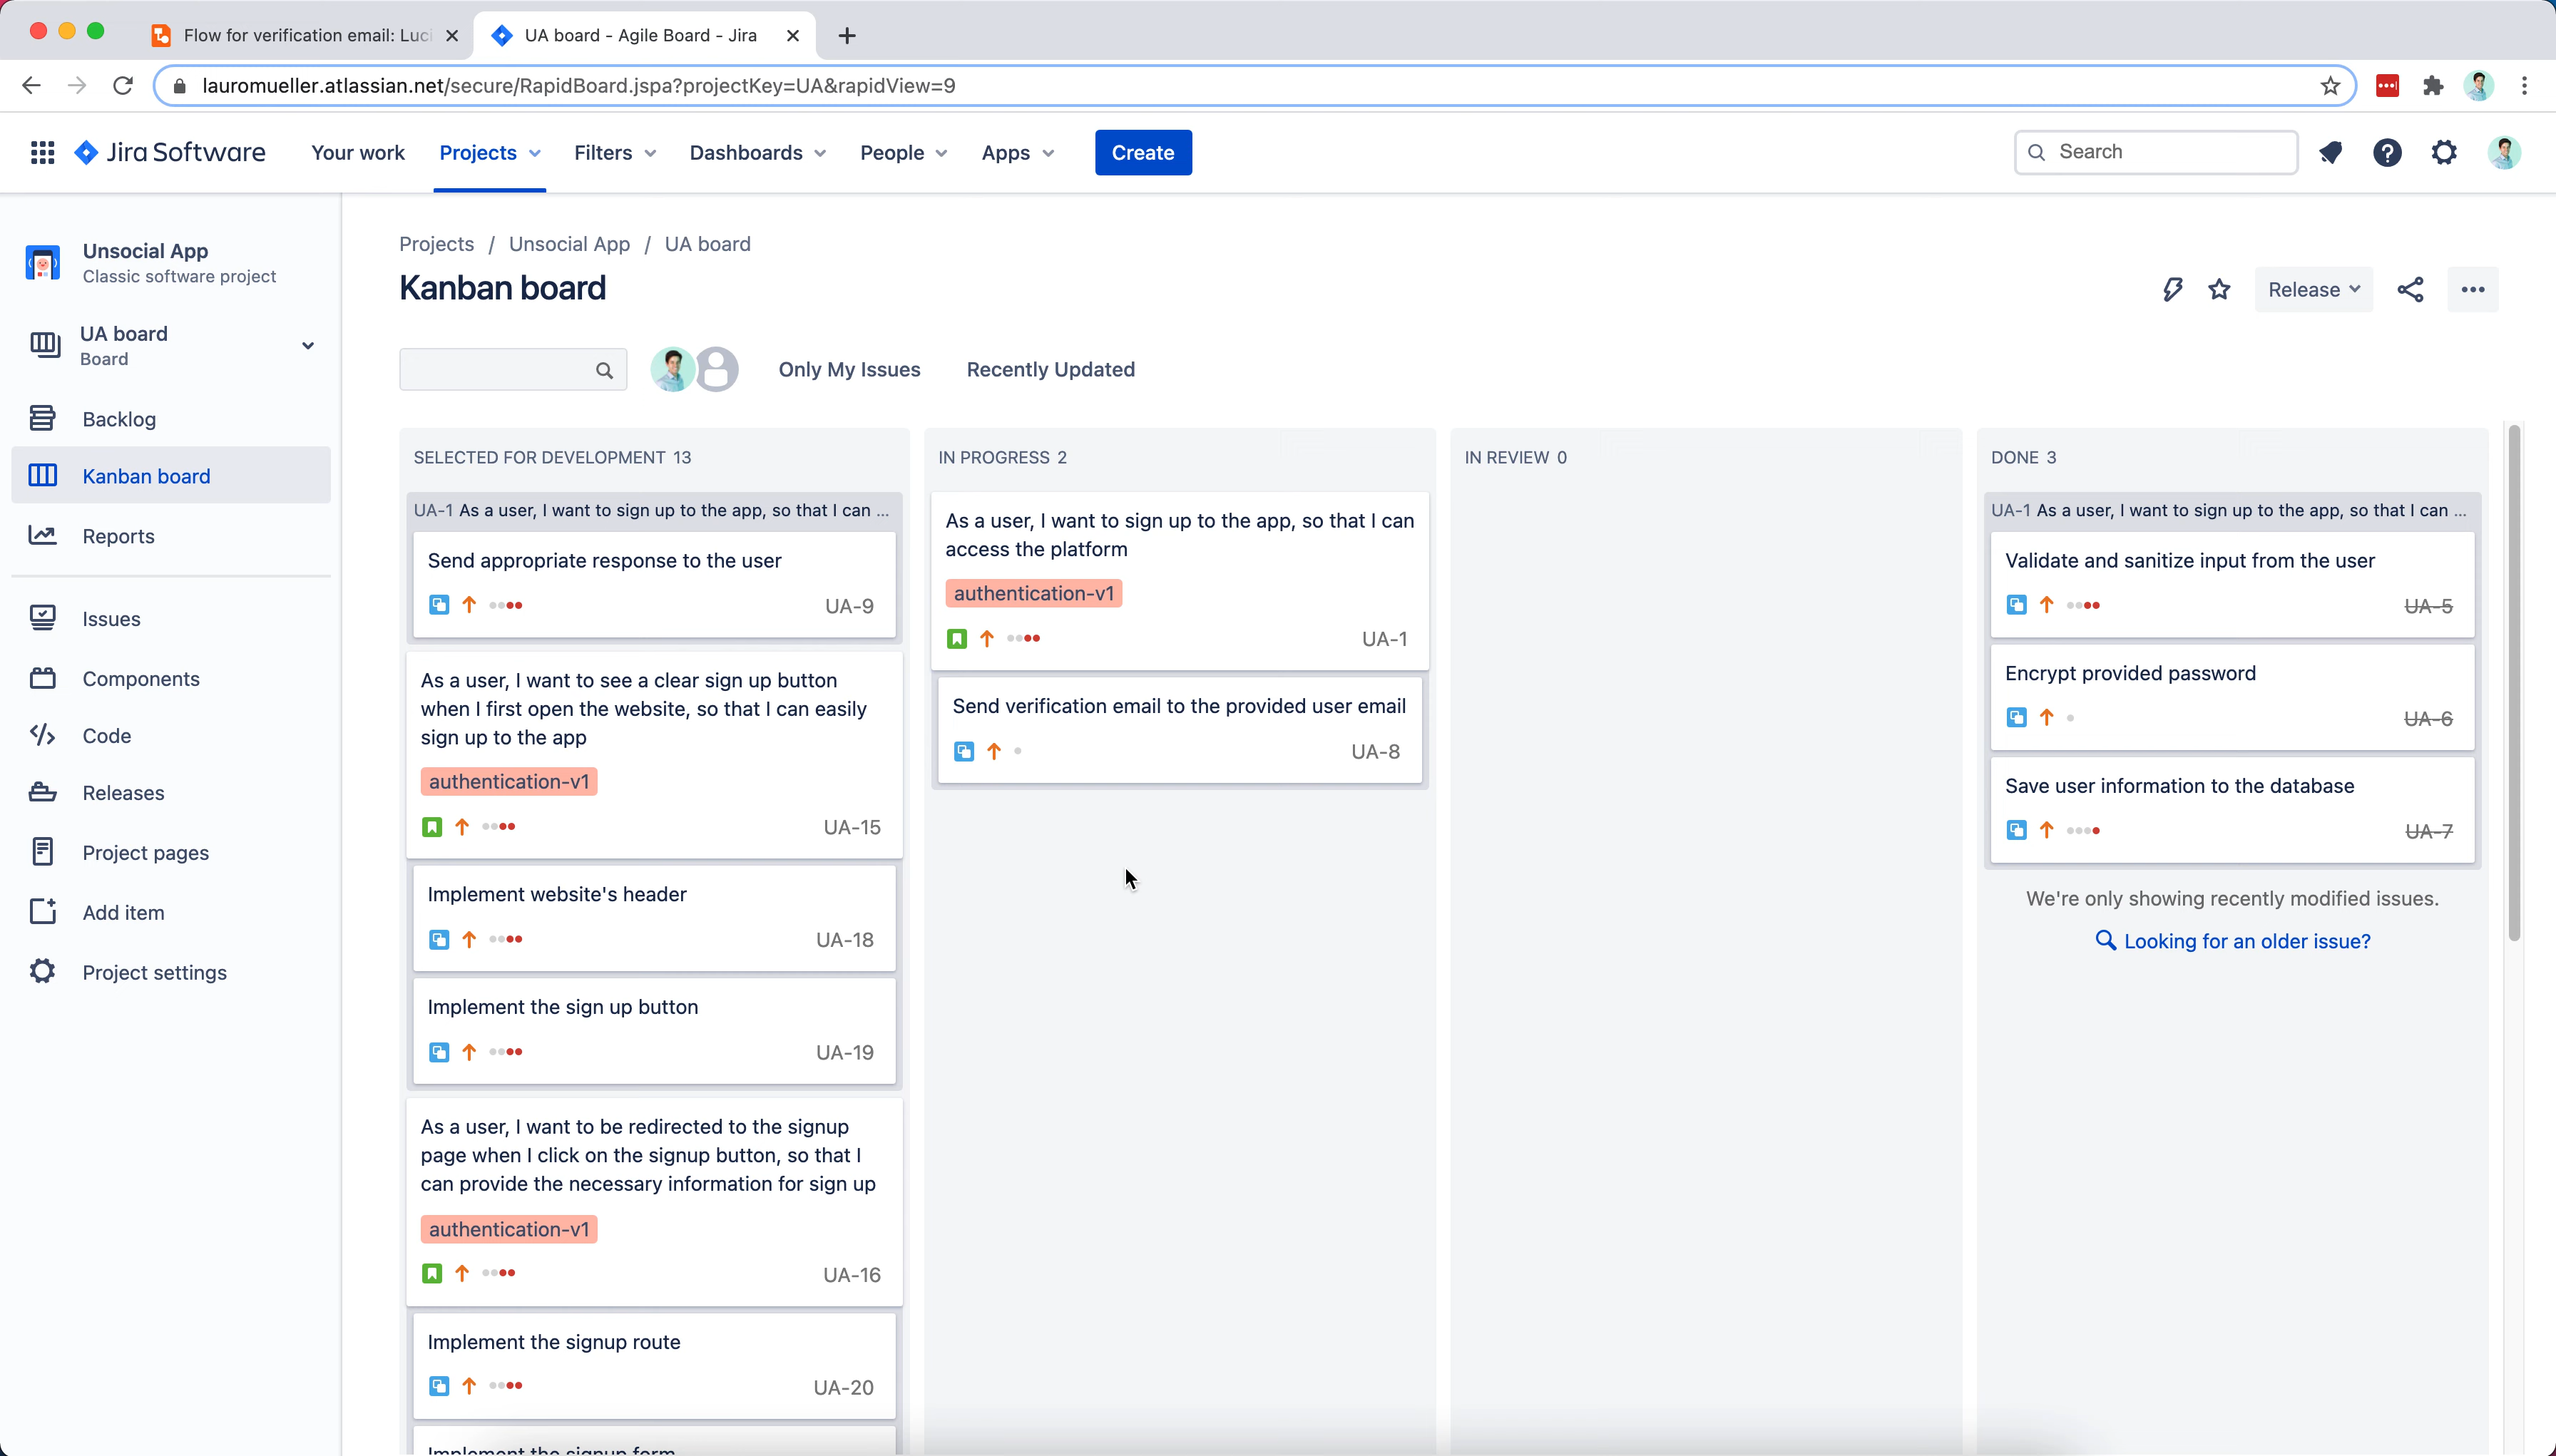 Flow for verification email: Luci
UA board - Agile Board - Jira
lauromueller.atlassian.net/secure/RapidBoard.jspa?projectKey=UA&rapidView=9
Jira Software
Your work
Projects
Filters
Dashboards
People
Apps
Create
Search
Unsocial App
Classic software project
UA board
Board
Backlog
Kanban board
Reports
Issues
Components
Code
Releases
Project pages
Add item
Project settings
Projects / Unsocial App / UA board
Kanban board
Release
Only My Issues
Recently Updated
SELECTED FOR DEVELOPMENT 13
UA-1 As a user, I want to sign up to the app, so that I can ...
Send appropriate response to the user
UA-9
As a user, I want to see a clear sign up button
when I first open the website, so that I can easily
sign up to the app
authentication-v1
UA-15
Implement website's header
UA-18
Implement the sign up button
UA-19
As a user, I want to be redirected to the signup
page when I click on the signup button, so that I
can provide the necessary information for sign up
authentication-v1
UA-16
Implement the signup route
UA-20
Implement the signup form
IN PROGRESS 2
As a user, I want to sign up to the app, so that I can
access the platform
authentication-v1
UA-1
Send verification email to the provided user email
UA-8
IN REVIEW 0
DONE 3
UA-1 As a user, I want to sign up to the app, so that I can ...
Validate and sanitize input from the user
UA-5
Encrypt provided password
UA-6
Save user information to the database
UA-7
We're only showing recently modified issues.
Looking for an older issue?